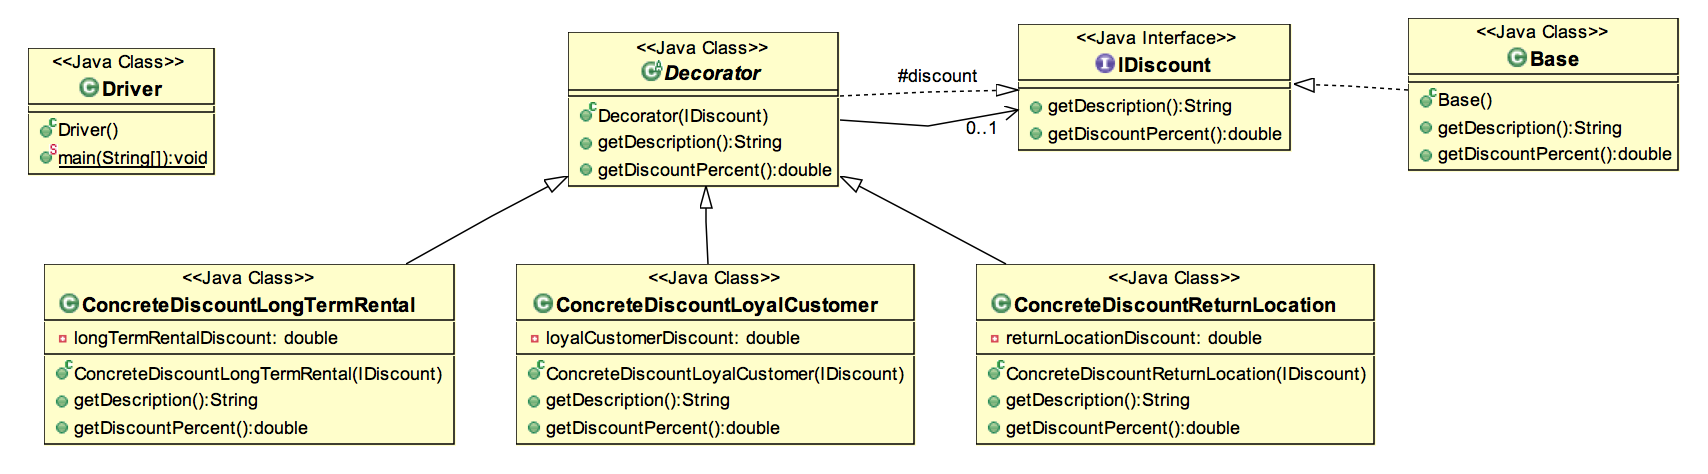 <<Java Class>>
Driver
Driver()
main(String[]):void
<<Java Class>>
Decorator
Decorator(IDiscount)
getDescription():String
getDiscountPercent():double
#discount
0..1
<<Java Interface>>
IDiscount
getDescription():String
getDiscountPercent():double
<<Java Class>>
Base
Base()
getDescription():String
getDiscountPercent():double
<<Java Class>>
ConcreteDiscountLongTermRental
longTermRentalDiscount: double
ConcreteDiscountLongTermRental(IDiscount)
getDescription():String
getDiscountPercent():double
<<Java Class>>
ConcreteDiscountLoyalCustomer
loyalCustomerDiscount: double
ConcreteDiscountLoyalCustomer(IDiscount)
getDescription():String
getDiscountPercent():double
<<Java Class>>
ConcreteDiscountReturnLocation
returnLocationDiscount: double
ConcreteDiscountReturnLocation(IDiscount)
getDescription():String
getDiscountPercent():double